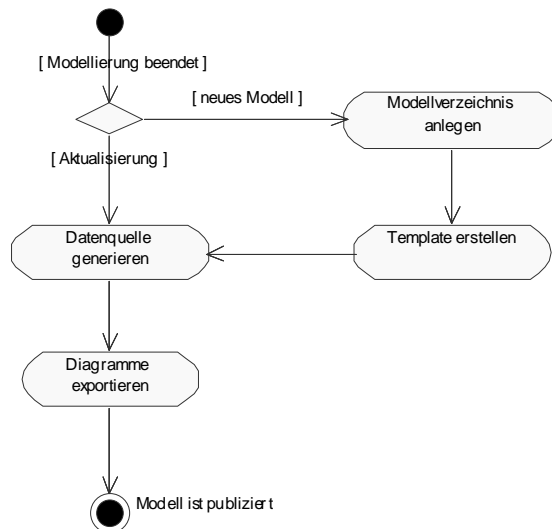 [ Modellierung beendet ]
[ neues Modell ]
Modellverzeichnis
anlegen
[ Aktualisierung ]
Datenquelle
generieren
Template erstellen
Diagramme
exportieren
Modell ist publiziert